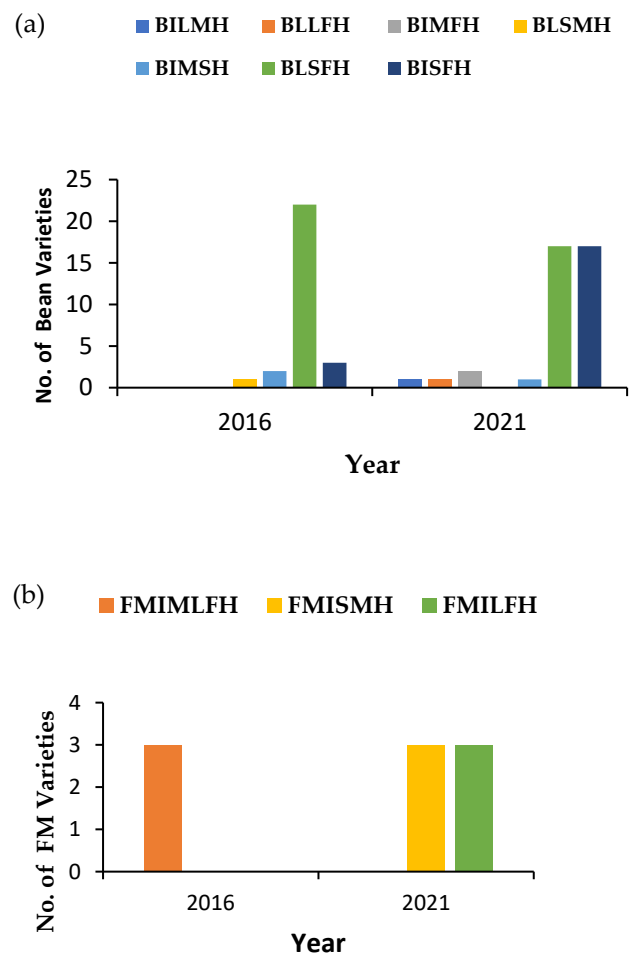 (a)
BILMH BLLFH BIMFH BLSMH
BIMSH BLSFH BISFH
No. of Bean Varieties
25
20
15
10
5
0
2016 2021
Year
(b)
FMIMLFH FMISMH FMILFH
No. of FM Varieties
4
3
2
1
0
2016 2021
Year